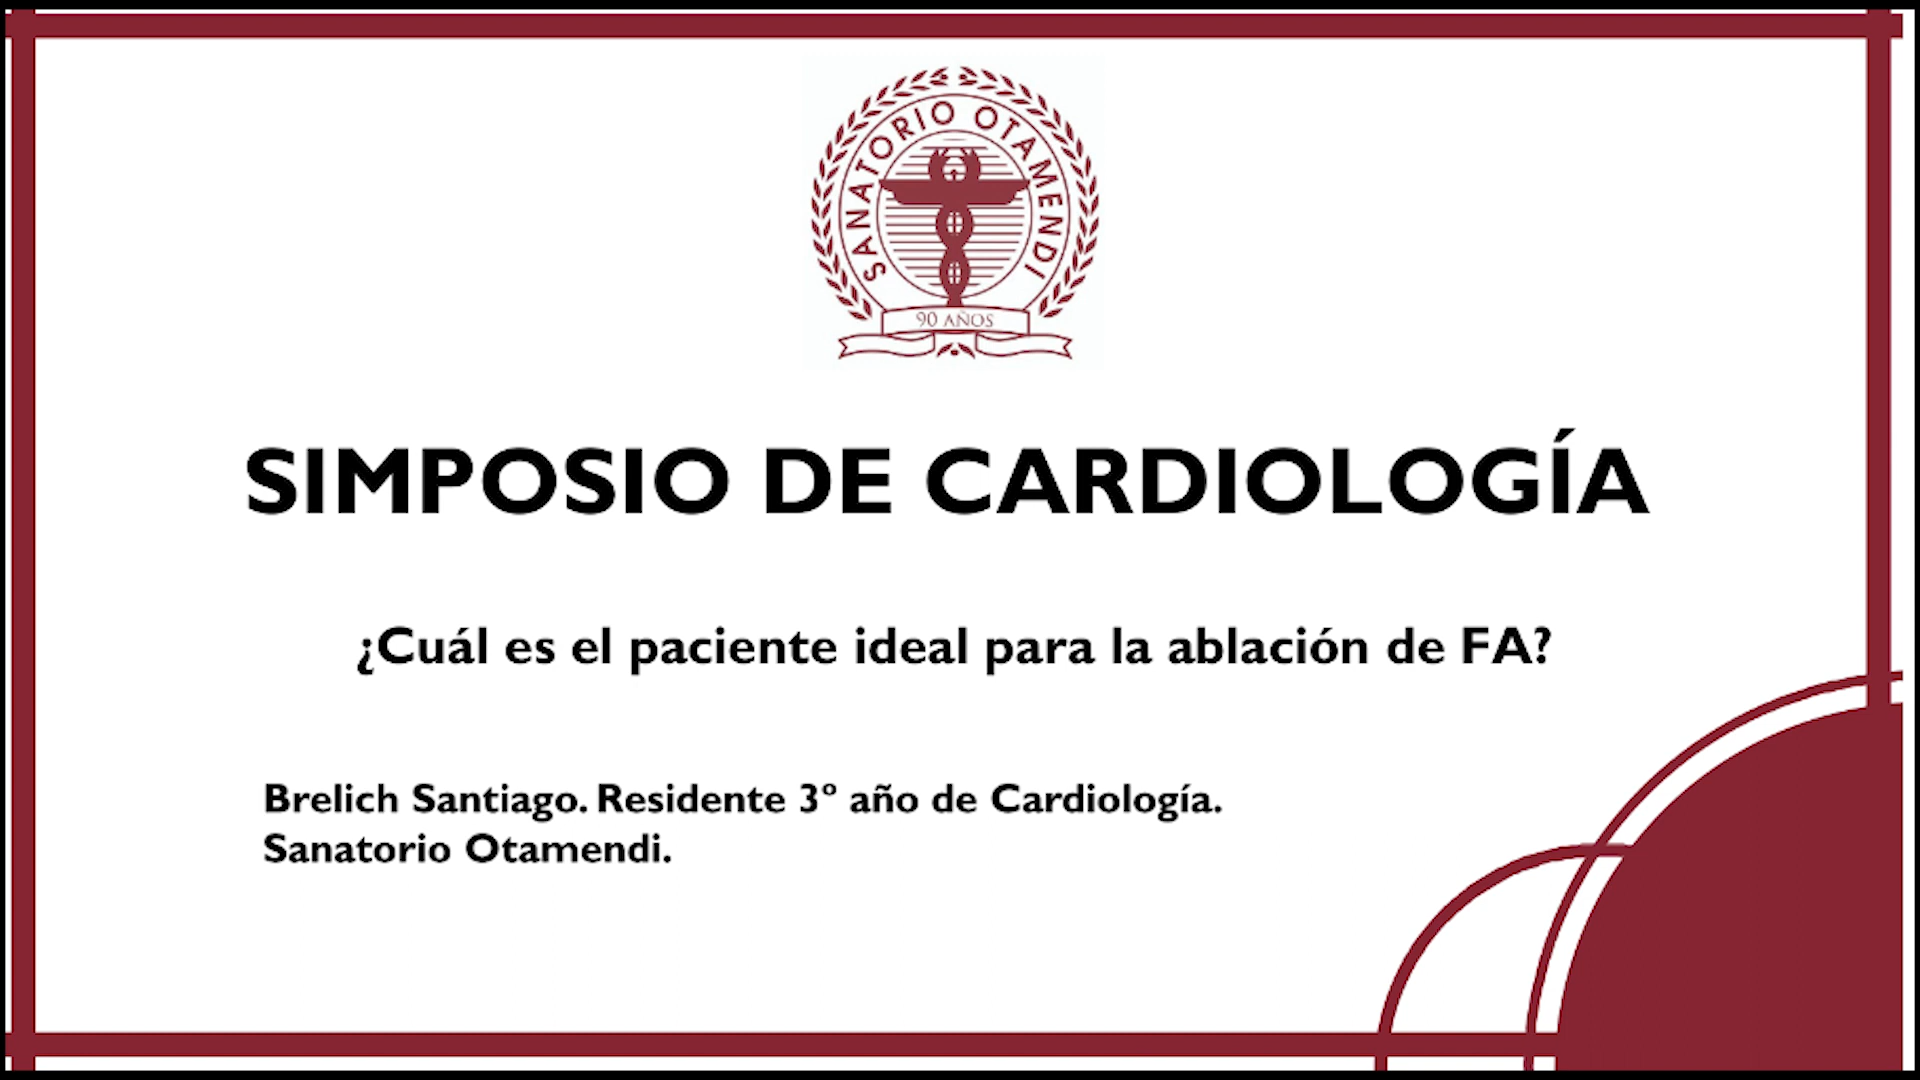 SANATORIO OTAMENDI
90 AÑOS
SIMPOSIO DE CARDIOLOGÍA
¿Cuál es el paciente ideal para la ablación de FA?
Brelich Santiago. Residente 3º año de Cardiología.
Sanatorio Otamendi.